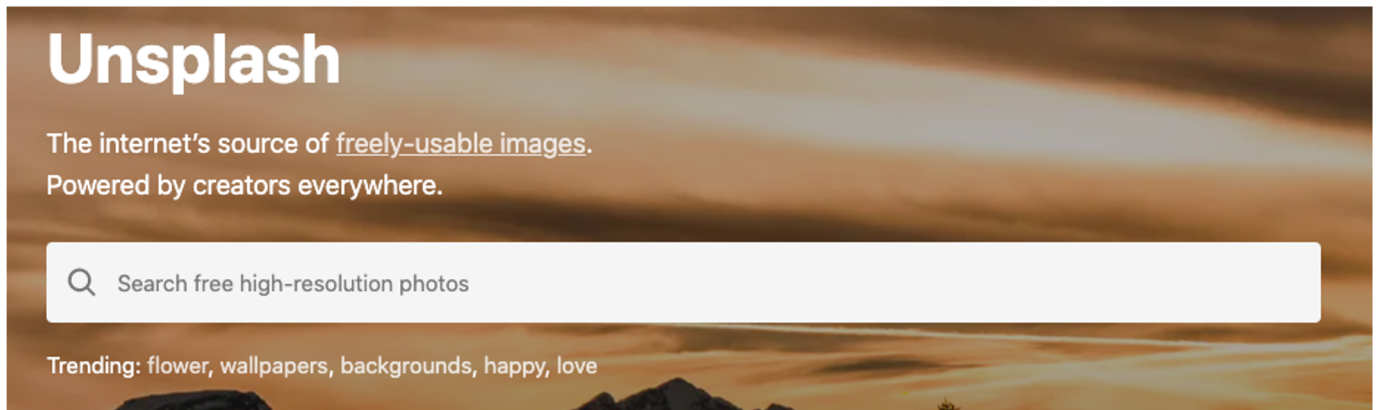 Unsplash
The internet’s source of freely-usable images.
Powered by creators everywhere.
Search free high-resolution photos
Trending: flower, wallpapers, backgrounds, happy, love